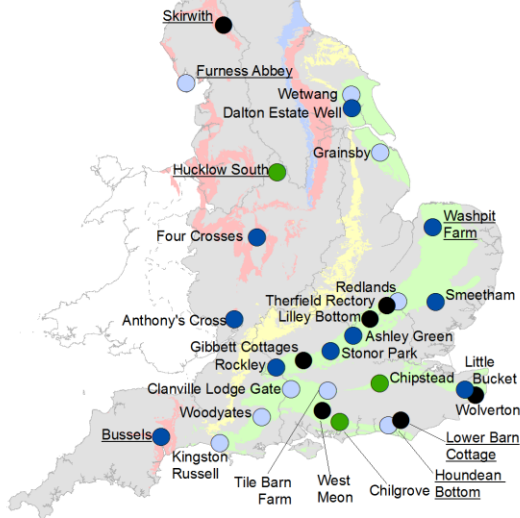 Skirwith
Furness Abbey
Wetwang
Dalton Estate Well
Grainsby
Hucklow South
Washpit
Farm
Four Crosses
Redlands
Therfield Rectory
Smeetham
Anthony's Cross
Lilley Bottom
Ashley Green
Gibbett Cottages
Stonor Park
Rockley
Little
Bucket
Chipstead
Clanville Lodge Gate
Wolverton
Woodyates
Bussels
Lower Barn
Cottage
Kingston
Russell
Tile Barn
Farm
West
Meon
Chilgrove
Houndean
Bottom